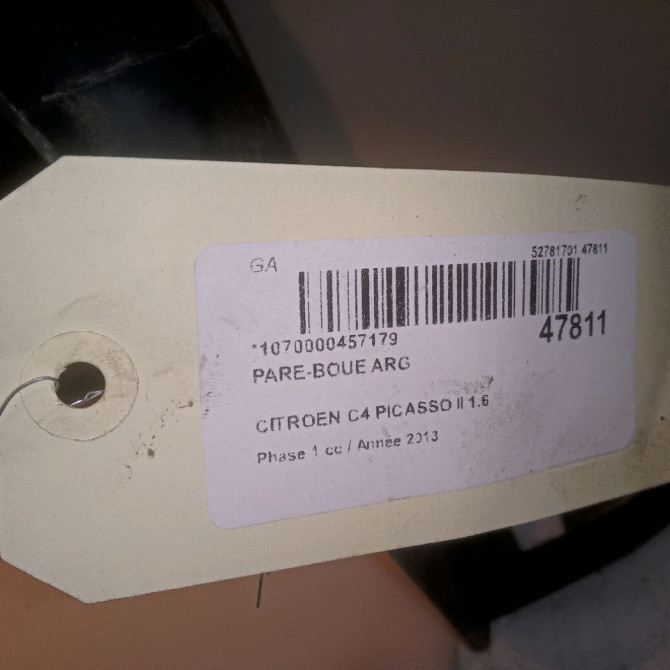 GA
52781701 47811
*1070000457179
47811
PARE-BOUE ARG
CITROEN C4 PICASSO II 1.6
Phase 1 cc / Année 2013